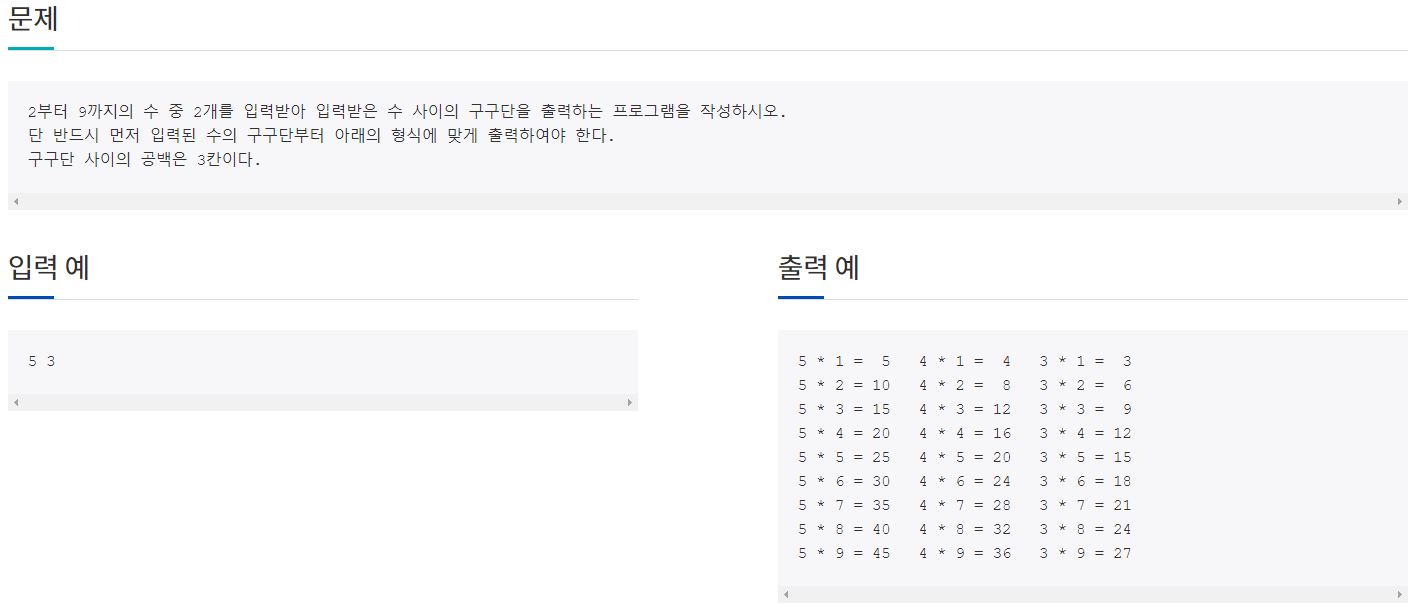 문제
2부터 9까지의 수 중 2개를 입력받아 입력받은 수 사이의 구구단을 출력하는 프로그램을 작성하시오.
단 반드시 먼저 입력된 수의 구구단부터 아래의 형식에 맞게 출력하여야 한다.
구구단 사이의 공백은 3칸이다.
입력 예
5 3
출력 예
5 * 1 =  5   4 * 1 =  4   3 * 1 =  3
5 * 2 = 10   4 * 2 =  8   3 * 2 =  6
5 * 3 = 15   4 * 3 = 12   3 * 3 =  9
5 * 4 = 20   4 * 4 = 16   3 * 4 = 12
5 * 5 = 25   4 * 5 = 20   3 * 5 = 15
5 * 6 = 30   4 * 6 = 24   3 * 6 = 18
5 * 7 = 35   4 * 7 = 28   3 * 7 = 21
5 * 8 = 40   4 * 8 = 32   3 * 8 = 24
5 * 9 = 45   4 * 9 = 36   3 * 9 = 27